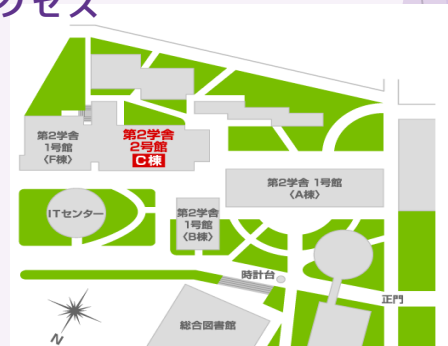 クセス
第2学舎
1号館
〈F棟〉
第2学舎
2号館
C棟
第2学舎 1号館
〈A棟〉
ITセンター
第2学舎
1号館
〈B棟〉
時計台
正門
総合図書館
N